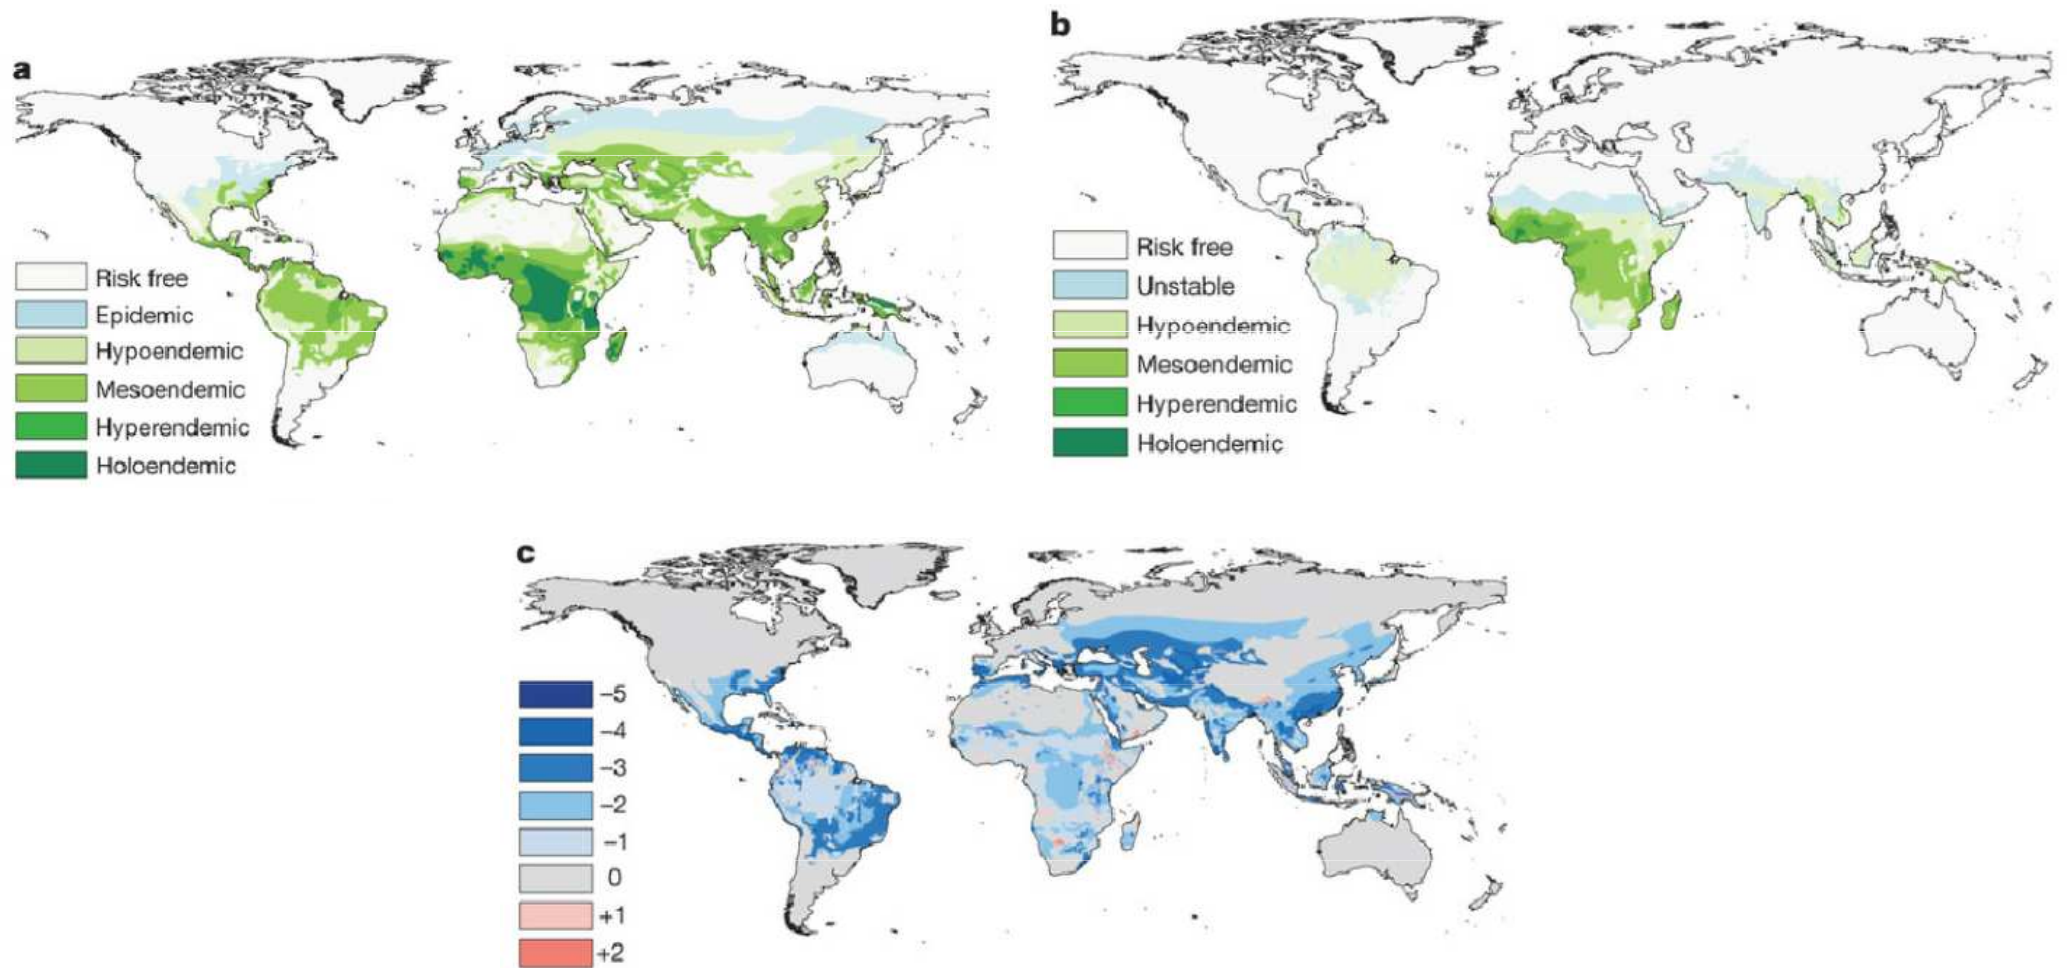 a
Risk free
Epidemic
Hypoendemic
Mesoendemic
Hyperendemic
Holoendemic
b
Risk free
Unstable
Hypoendemic
Mesoendemic
Hyperendemic
Holoendemic
c
–5
–4
–3
–2
–1
0
+1
+2